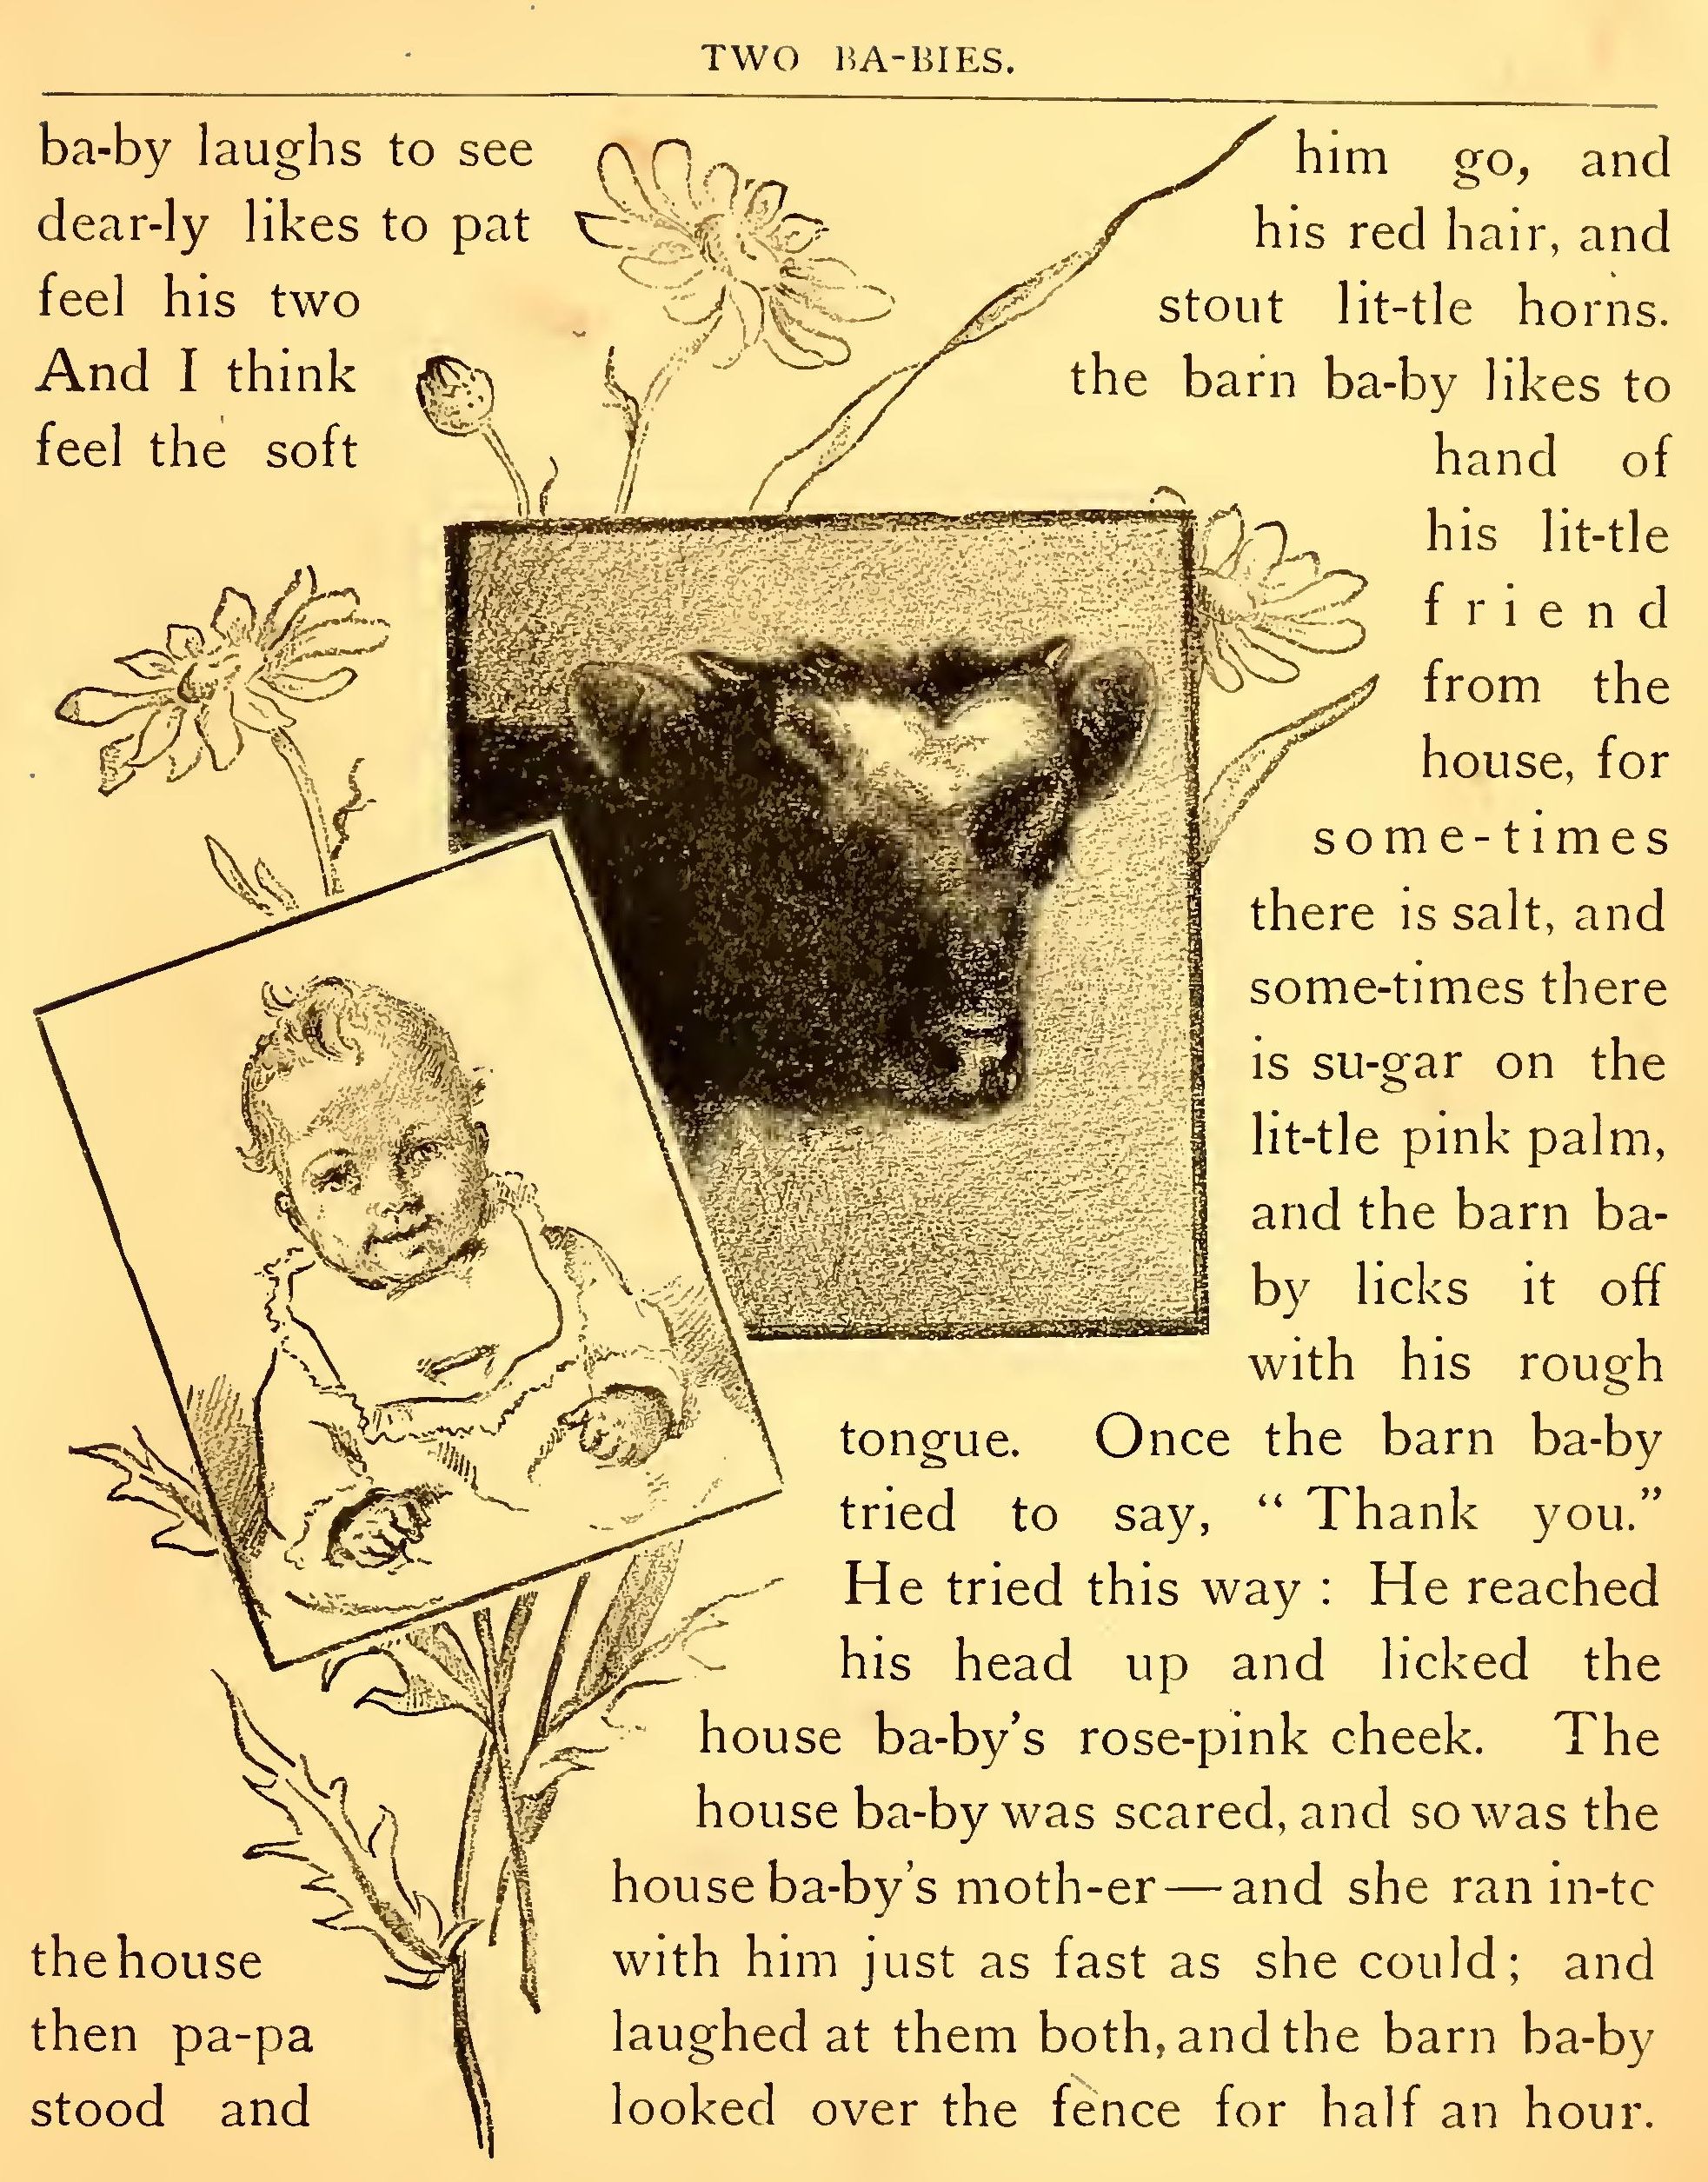 TWO BA-BIES.
ba-by laughs to see him go, and
dear-ly likes to pat his red hair, and
feel his two stout lit-tle horns.
And I think the barn ba-by likes to
feel the soft hand of
his lit-tle
friend
from the
house, for
some-times
there is salt, and
some-times there
is su-gar on the
lit-tle pink palm,
and the barn ba-
by licks it off
with his rough
tongue. Once the barn ba-by
tried to say, “Thank you.”
He tried this way: He reached
his head up and licked the
house ba-by’s rose-pink cheek. The
house ba-by was scared, and so was the
house ba-by’s moth-er—and she ran in-to
the house with him just as fast as she could; and
then pa-pa laughed at them both, and the barn ba-by
stood and looked over the fence for half an hour.